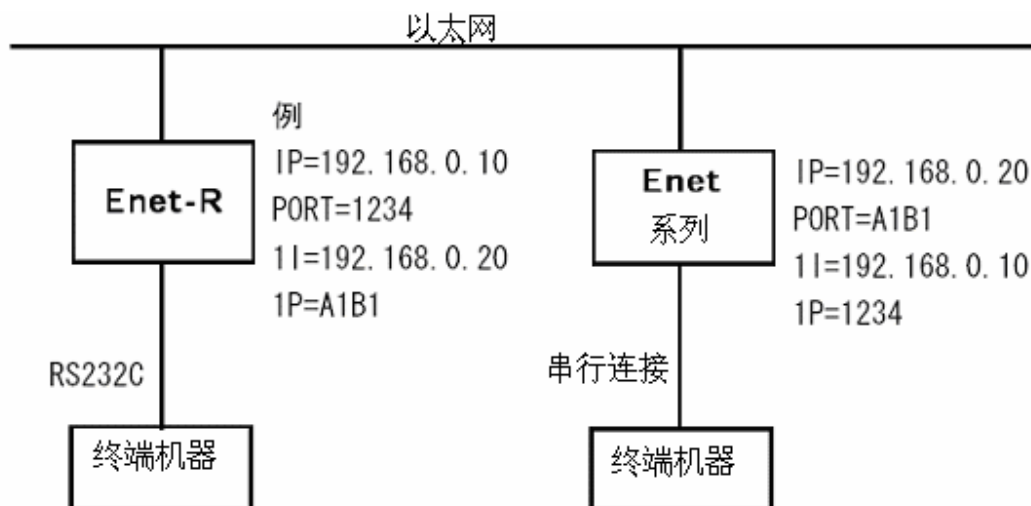 以太网
例
IP=192.168.0.10
PORT=1234
1I=192.168.0.20
1P=A1B1
Enet-R
RS232C
终端机器
Enet
系列
IP=192.168.0.20
PORT=A1B1
1I=192.168.0.10
1P=1234
串行连接
终端机器